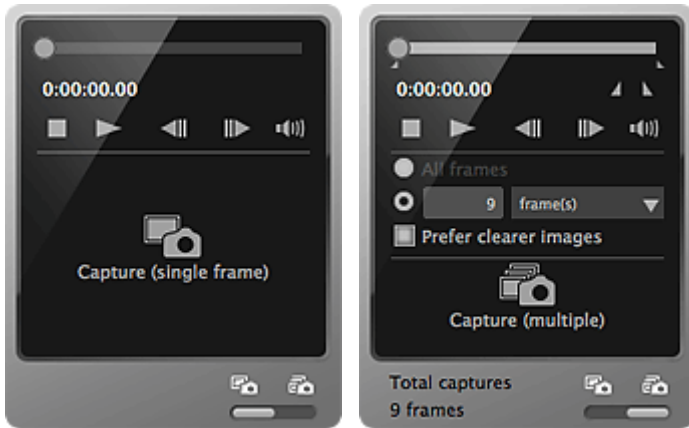 0:00:00.00
Capture (single frame)
0:00:00.00
All frames
9 frame(s)
Prefer clearer images
Capture (multiple)
Total captures
9 frames